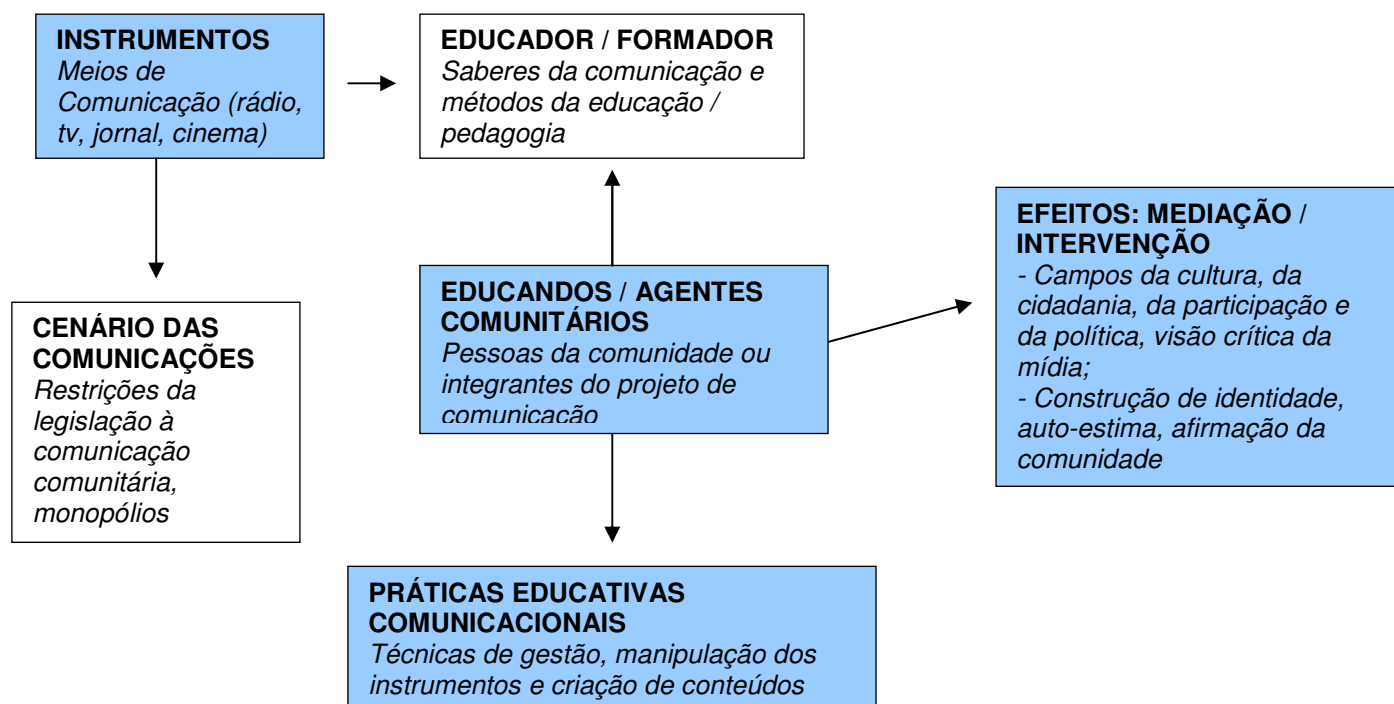 INSTRUMENTOS
Meios de
Comunicação (rádio,
tv, jornal, cinema)
EDUCADOR / FORMADOR
Saberes da comunicação e
métodos da educação /
pedagogia
CENÁRIO DAS
COMUNICAÇÕES
Restrições da
legislação à
comunicação
comunitária,
monopólios
EDUCANDOS / AGENTES
COMUNITÁRIOS
Pessoas da comunidade ou
integrantes do projeto de
comunicação
EFEITOS: MEDIAÇÃO /
INTERVENÇÃO
- Campos da cultura, da
cidadania, da participação e
da política, visão crítica da
mídia;
- Construção de identidade,
auto-estima, afirmação da
comunidade
PRÁTICAS EDUCATIVAS
COMUNICACIONAIS
Técnicas de gestão, manipulação dos
instrumentos e criação de conteúdos